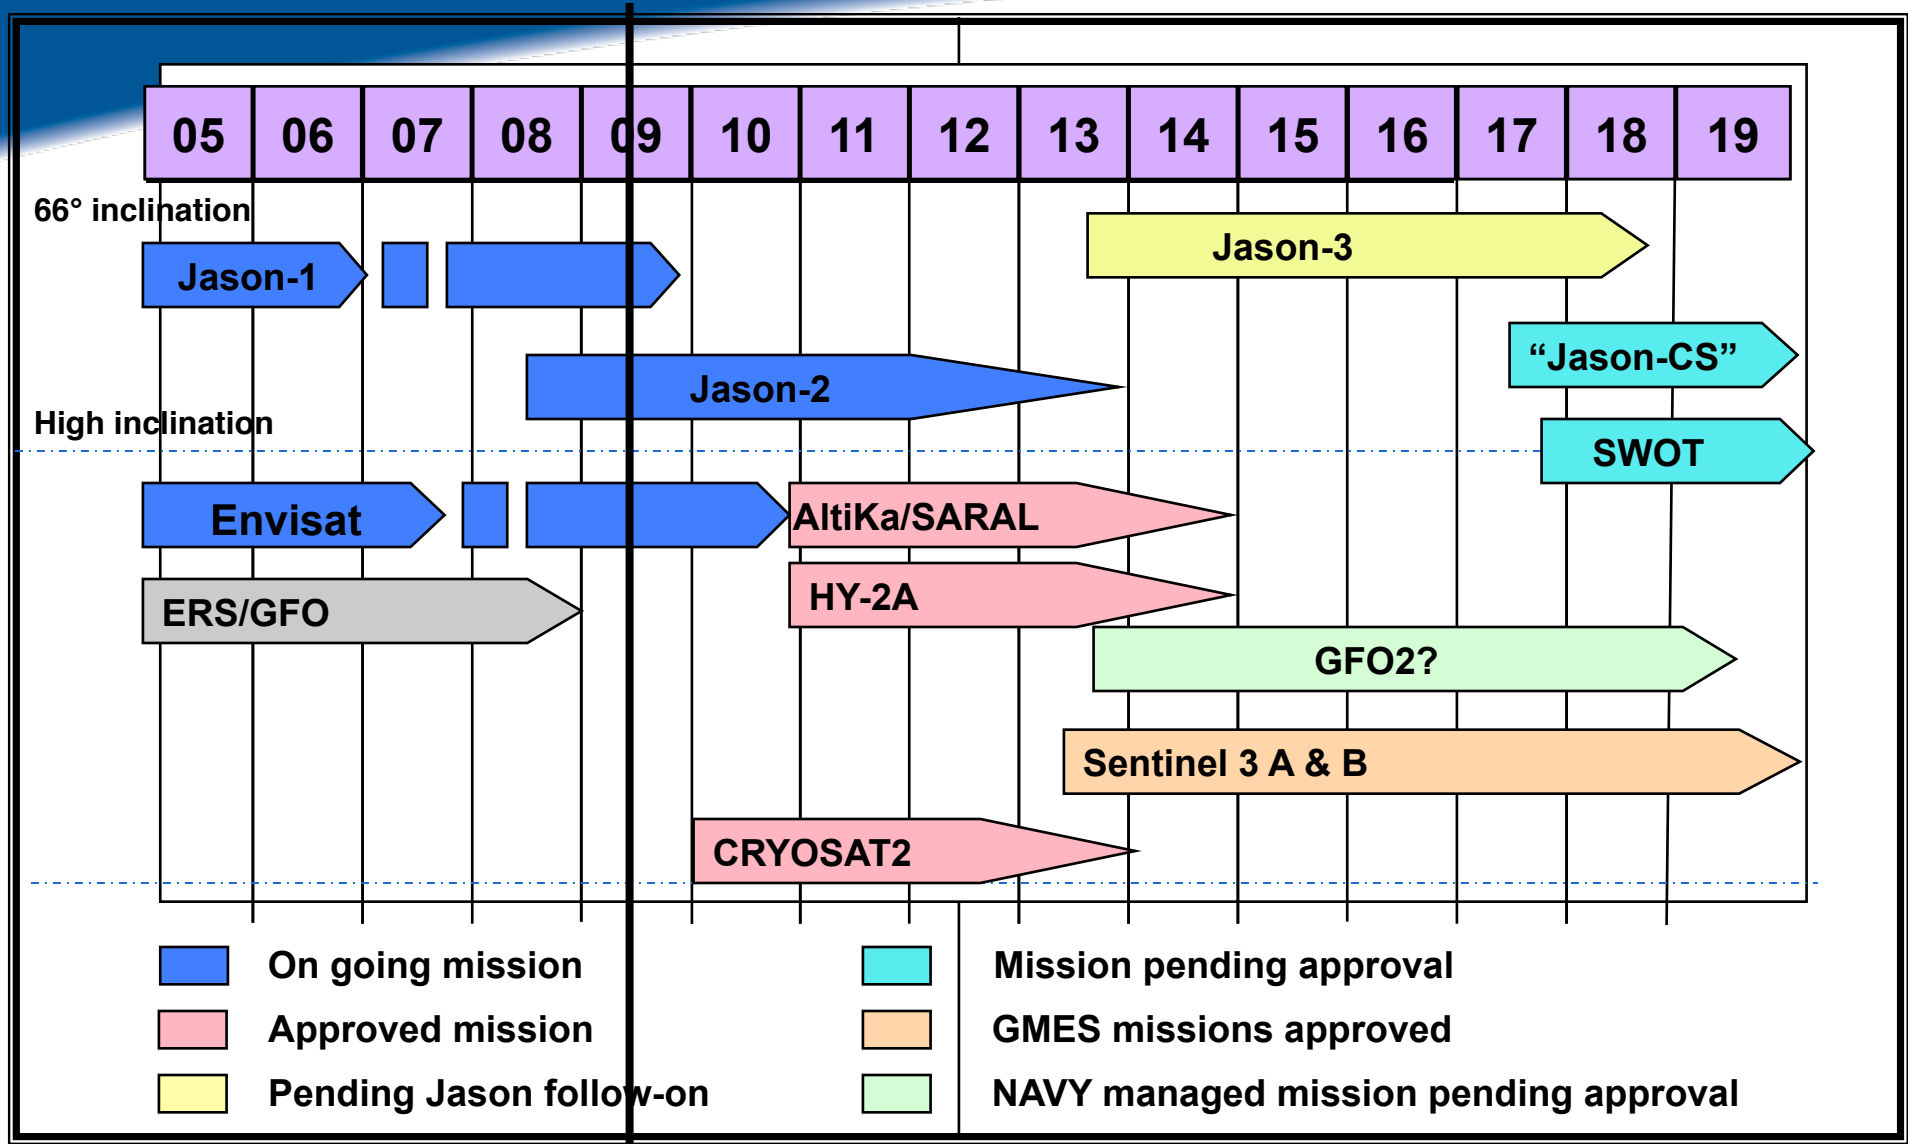 05 06 07 08 09 10 11 12 13 14 15 16 17 18 19
66° inclination
Jason-3
Jason-1
“Jason-CS”
Jason-2
High inclination
SWOT
Envisat
AltiKa/SARAL
HY-2A
ERS/GFO
GFO2?
Sentinel 3 A & B
CRYOSAT2
On going mission
Mission pending approval
Approved mission
GMES missions approved
Pending Jason follow-on
NAVY managed mission pending approval